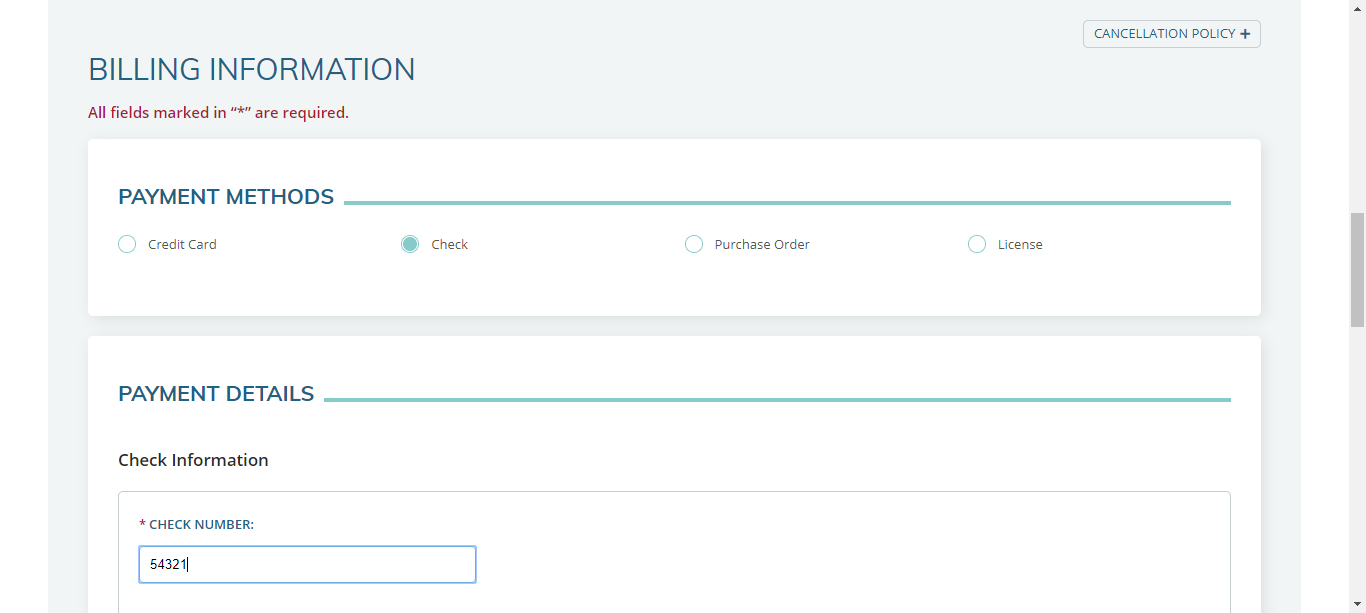 CANCELLATION POLICY +
BILLING INFORMATION
All fields marked in “*” are required.
PAYMENT METHODS
Credit Card
Check
Purchase Order
License
PAYMENT DETAILS
Check Information
* CHECK NUMBER:
54321